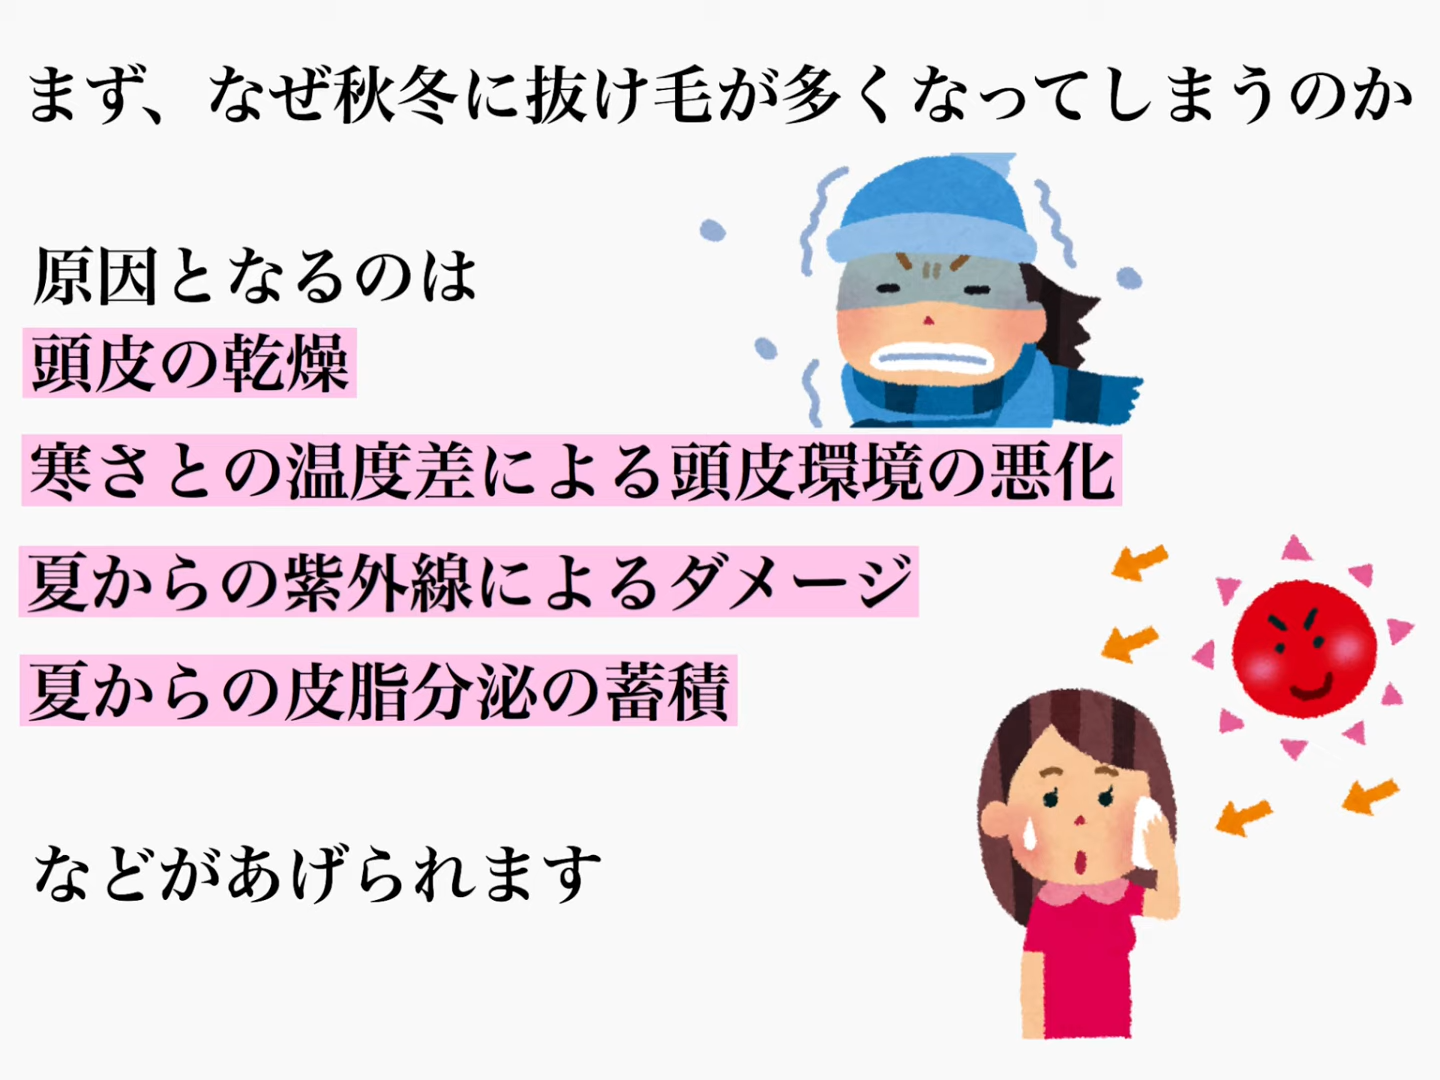 まず、なぜ秋冬に抜け毛が多くなってしまうのか
原因となるのは
頭皮の乾燥
寒さとの温度差による頭皮環境の悪化
夏からの紫外線によるダメージ
夏からの皮脂分泌の蓄積
などがあげられます